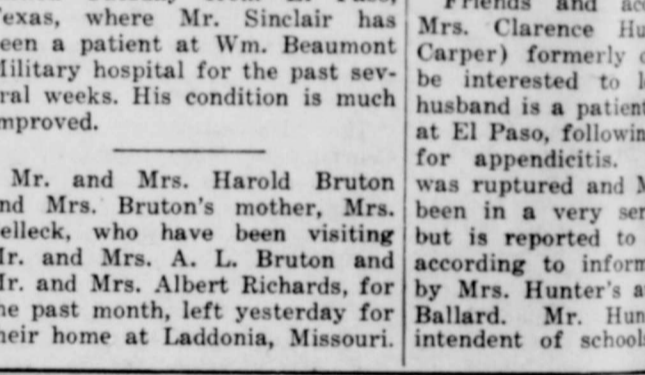 Texas, where Mr. Sinclair has
een a patient at Wm. Beaumont
Military hospital for the past sev-
ral weeks. His condition is much
mproved.
Mr. and Mrs. Harold Bruton
nd Mrs. Bruton's mother, Mrs.
elleck, who have been visiting
Mr. and Mrs. A. L. Bruton and
Mr. and Mrs. Albert Richards, for
he past month, left yesterday for
heir home at Laddonia, Missouri.
Friends and
Mrs. Clarence Hu
Carper) formerly
be interested to
husband is a patient
at El Paso, followin
for appendicitis.
was ruptured and M
been in a very ser
but is reported to
according to inform
by Mrs. Hunter's a
Ballard. Mr. Hun
intendent of schools